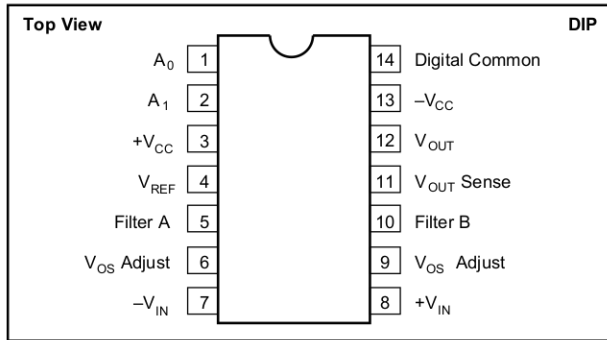 Top View DIP
A0 1 14 Digital Common
A1 2 13 –VCC
+VCC 3 12 VOUT
VREF 4 11 VOUT Sense
Filter A 5 10 Filter B
VOS Adjust 6 9 VOS Adjust
–VIN 7 8 +VIN